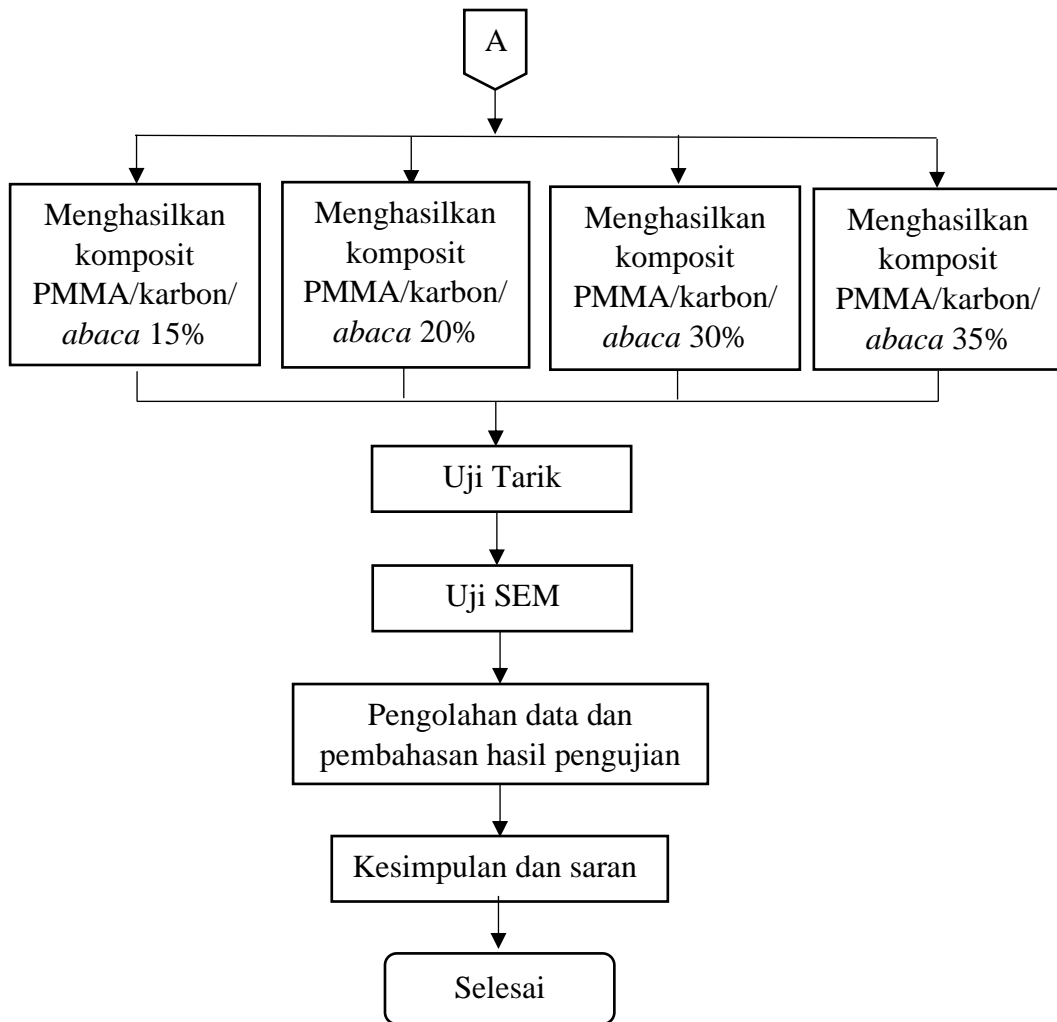 A
Menghasilkan
komposit
PMMA/karbon/
abaca 15%
Menghasilkan
komposit
PMMA/karbon/
abaca 20%
Menghasilkan
komposit
PMMA/karbon/
abaca 30%
Menghasilkan
komposit
PMMA/karbon/
abaca 35%
Uji Tarik
Uji SEM
Pengolahan data dan
pembahasan hasil pengujian
Kesimpulan dan saran
Selesai